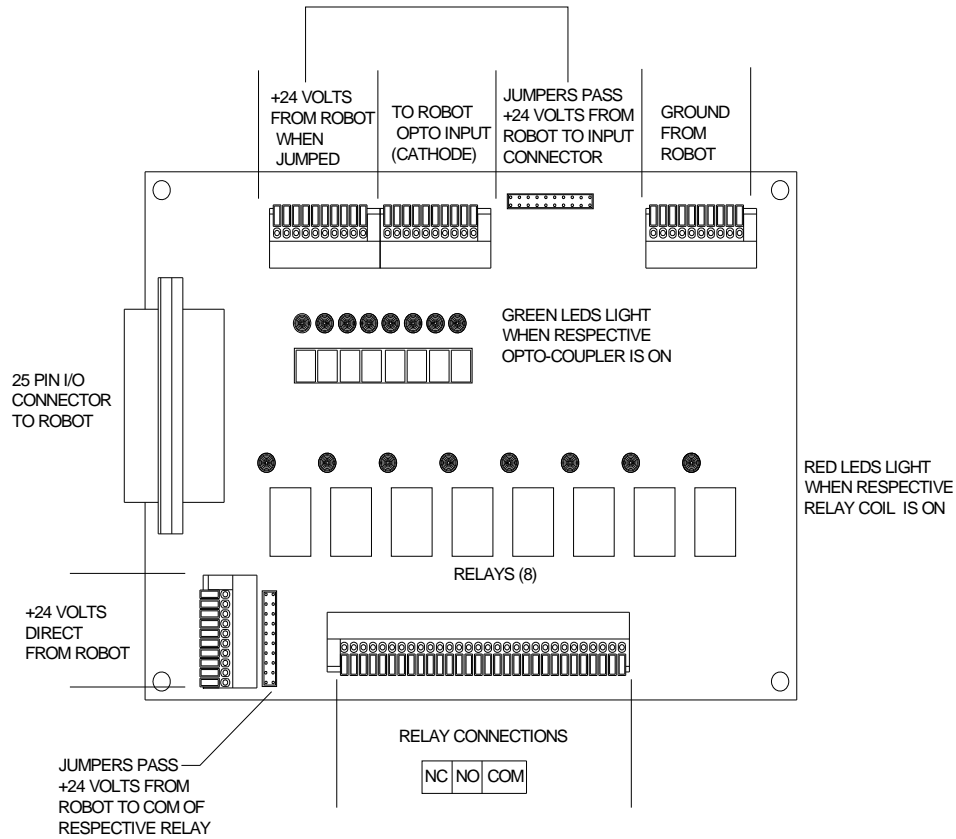 +24 VOLTS
FROM ROBOT
WHEN
JUMPED
TO ROBOT
OPTO INPUT
(CATHODE)
JUMPERS PASS
+24 VOLTS FROM
ROBOT TO INPUT
CONNECTOR
GROUND
FROM
ROBOT
GREEN LEDS LIGHT
WHEN RESPECTIVE
OPTO-COUPLER IS ON
25 PIN I/O
CONNECTOR
TO ROBOT
RED LEDS LIGHT
WHEN RESPECTIVE
RELAY COIL IS ON
RELAYS (8)
+24 VOLTS
DIRECT
FROM ROBOT
RELAY CONNECTIONS
NC NO COM
JUMPERS PASS
+24 VOLTS FROM
ROBOT TO COM OF
RESPECTIVE RELAY